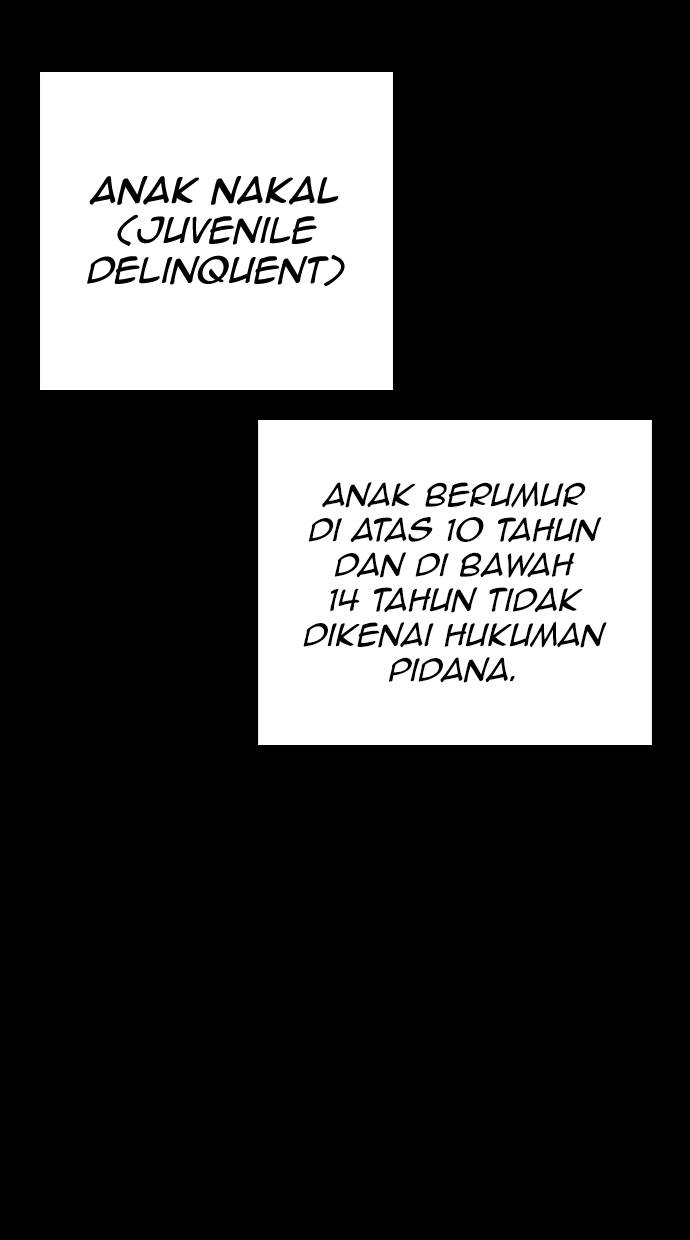 ANAK NAKAL
(JUVENILE
DELINQUENT)
ANAK BERUMUR
DI ATAS 10 TAHUN
DAN DI BAWAH
14 TAHUN TIDAK
DIKENAI HUKUMAN
PIDANA.